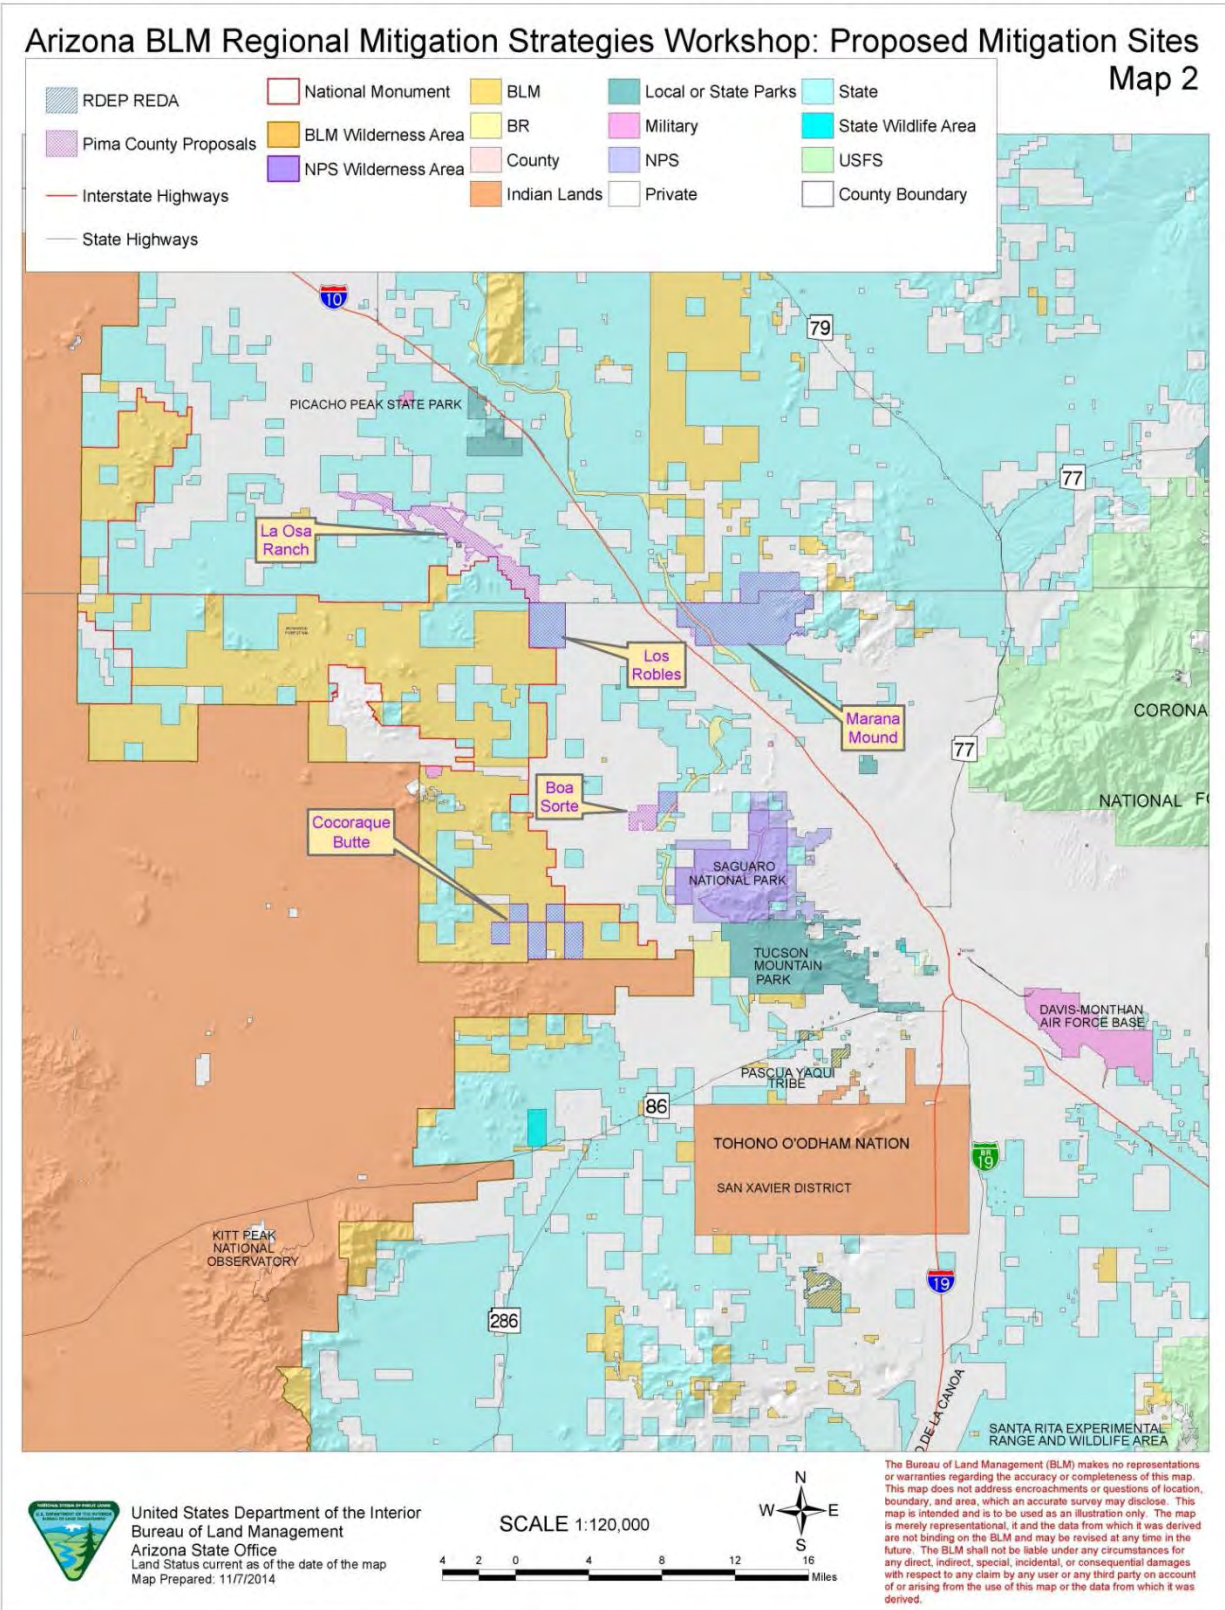 Arizona BLM Regional Mitigation Strategies Workshop: Proposed Mitigation Sites
Map 2
RDEP REDA
Pima County Proposals
Interstate Highways
State Highways
National Monument
BLM Wilderness Area
NPS Wilderness Area
BLM
BR
County
Indian Lands
Local or State Parks
Military
NPS
Private
State
State Wildlife Area
USFS
County Boundary
10
79
PICACHO PEAK STATE PARK
77
La Osa
Ranch
Los
Robles
Marana
Mound
CORONA
77
NATIONAL F
Boa
Sorte
Cocoraque
Butte
SAGUARO
NATIONAL PARK
TUCSON
MOUNTAIN
PARK
Tucson
DAVIS-MONTHAN
AIR FORCE BASE
PASCUA YAQUI
TRIBE
86
TOHONO O'ODHAM NATION
BR
19
SAN XAVIER DISTRICT
KITT PEAK
NATIONAL
OBSERVATORY
19
286
O DE LA CANOA
SANTA RITA EXPERIMENTAL
RANGE AND WILDLIFE AREA
United States Department of the Interior
Bureau of Land Management
Arizona State Office
Land Status current as of the date of the map
Map Prepared: 11/7/2014
SCALE 1:120,000
N
W E
S
4 2 0 4 8 12 16
Miles
The Bureau of Land Management (BLM) makes no representations
or warranties regarding the accuracy or completeness of this map.
This map does not address encroachments or questions of location,
boundary, and area, which an accurate survey may disclose. This
map is intended and is to be used as an illustration only. The map
is merely representational, it and the data from which it was derived
are not binding on the BLM and may be revised at any time in the
future. The BLM shall not be liable under any circumstances for
any direct, indirect, special, incidental, or consequential damages
with respect to any claim by any user or any third party on account
of or arising from the use of this map or the data from which it was
derived.